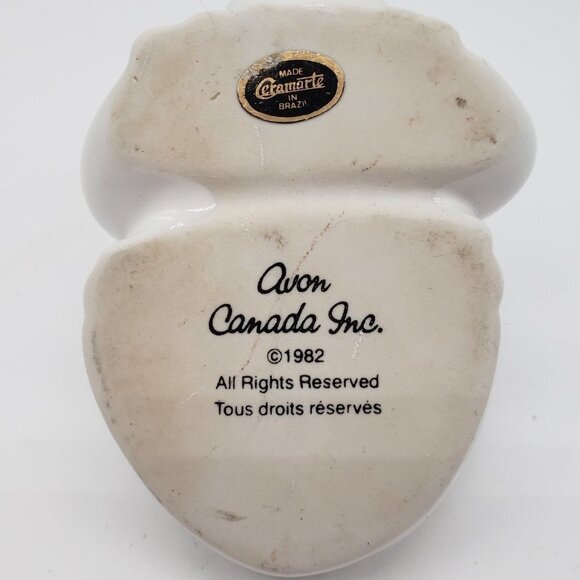 MADE
Ceramarte
IN
BRAZIL
Avon
Canada Inc.
©1982
All Rights Reserved
Tous droits réservés